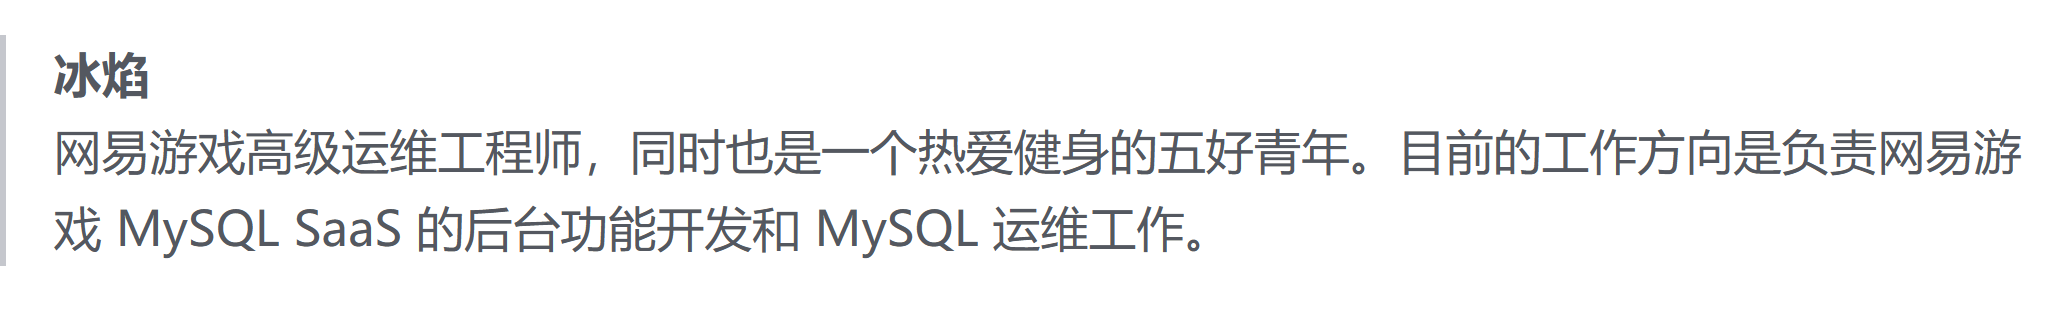 冰焰
网易游戏高级运维工程师，同时也是一个热爱健身的五好青年。目前的工作方向是负责网易游
戏 MySQL SaaS 的后台功能开发和 MySQL 运维工作。